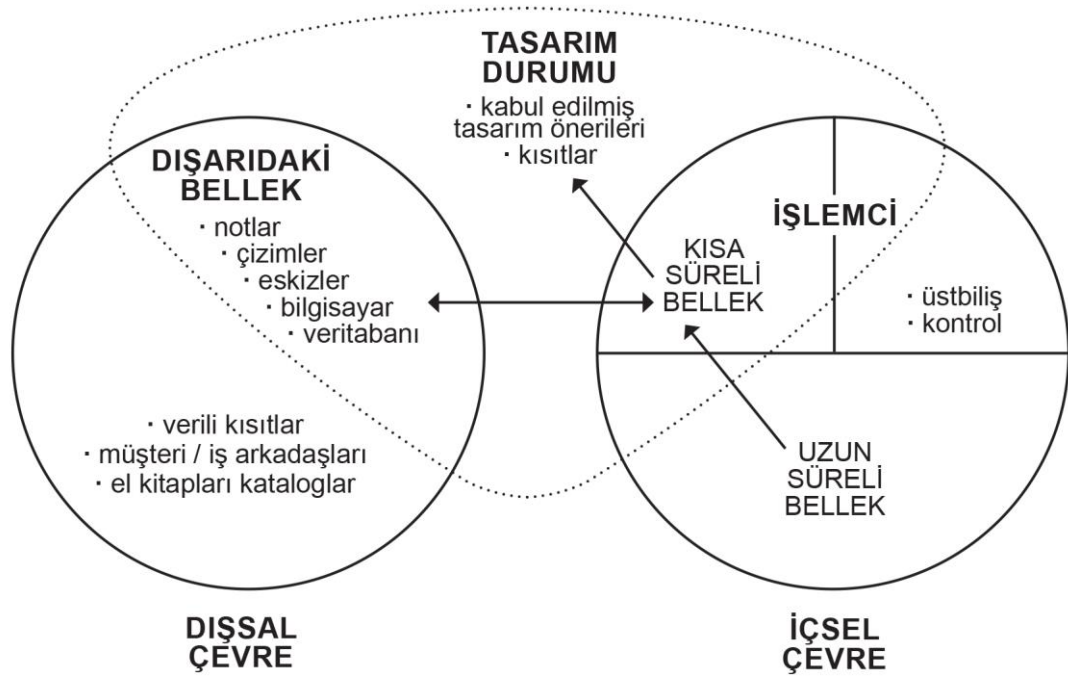 TASARIM
DURUMU
· kabul edilmiş
tasarım önerileri
· kısıtlar
DIŞARIDAKİ
BELLEK
· notlar
· çizimler
· eskizler
· bilgisayar
· veritabanı
· verili kısıtlar
· müşteri / iş arkadaşları
· el kitapları kataloglar
DIŞSAL
ÇEVRE
İŞLEMCİ
KISA
SÜRELİ
BELLEK
· üstbiliş
· kontrol
UZUN
SÜRELİ
BELLEK
İÇSEL
ÇEVRE